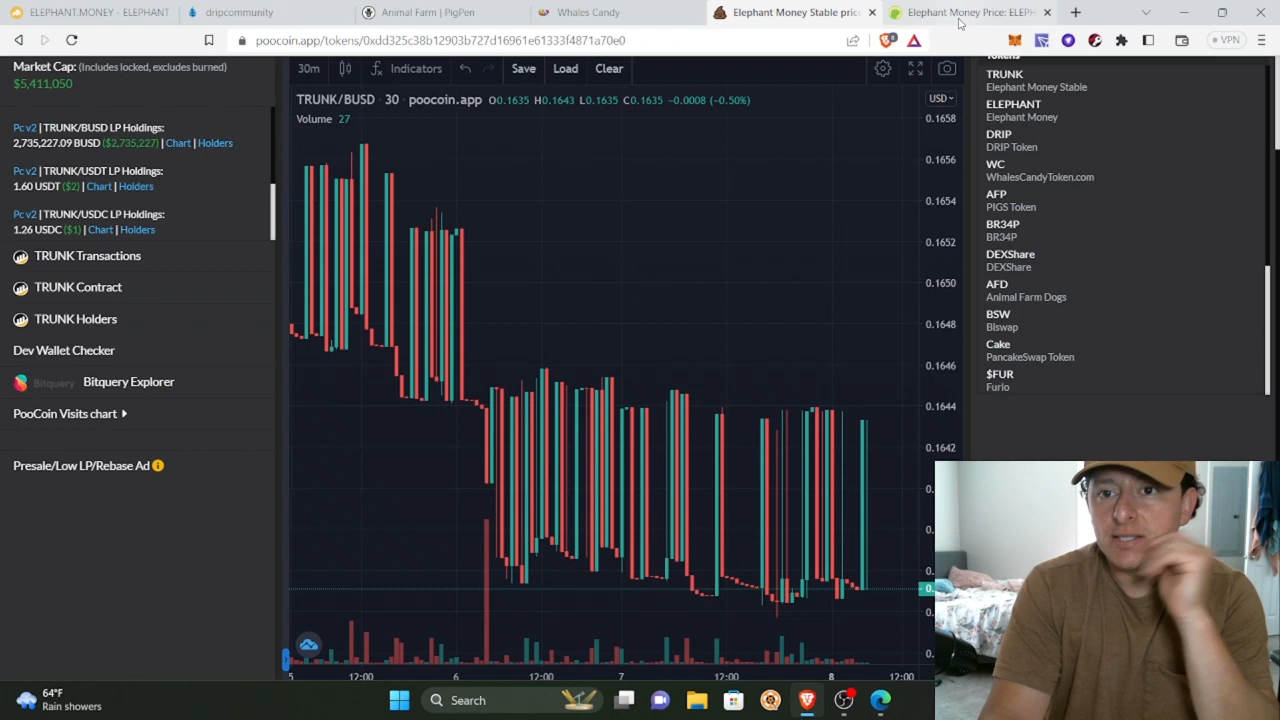 ELEPHANT.MONEY - ELEPHANT
dripcommunity
Animal Farm | PigPen
Whales Candy
Elephant Money Stable pric
Elephant Money Price: ELEPH
poocoin.app/tokens/0xdd325c38b12903b727d16961e61333f4871a70e0
VPN
Market Cap: (Includes locked, excludes burned)
$5,411,050
Pc v2 | TRUNK/BUSD LP Holdings:
2,735,227.09 BUSD ($2,735,227) | Chart | Holders
Pc v2 | TRUNK/USDT LP Holdings:
1.60 USDT ($2) | Chart | Holders
Pc v2 | TRUNK/USDC LP Holdings:
1.26 USDC ($1) | Chart | Holders
TRUNK Transactions
TRUNK Contract
TRUNK Holders
Dev Wallet Checker
Bitquery Bitquery Explorer
PooCoin Visits chart
Presale/Low LP/Rebase Ad
30m
Indicators
Save
Load
Clear
TRUNK/BUSD · 30 · poocoin.app O0.1635 H0.1643 L0.1635 C0.1635 -0.0008 (-0.50%)
Volume 27
USD
0.1658
0.1656
0.1654
0.1652
0.1650
0.1648
0.1646
0.1644
0.1642
5
12:00
6
12:00
7
12:00
8
12:00
Tokens
TRUNK
Elephant Money Stable
ELEPHANT
Elephant Money
DRIP
DRIP Token
WC
WhalesCandyToken.com
AFP
PIGS Token
BR34P
BR34P
DEXShare
DEXShare
AFD
Animal Farm Dogs
BSW
Biswap
Cake
PancakeSwap Token
$FUR
Furio
64°F
Rain showers
Search